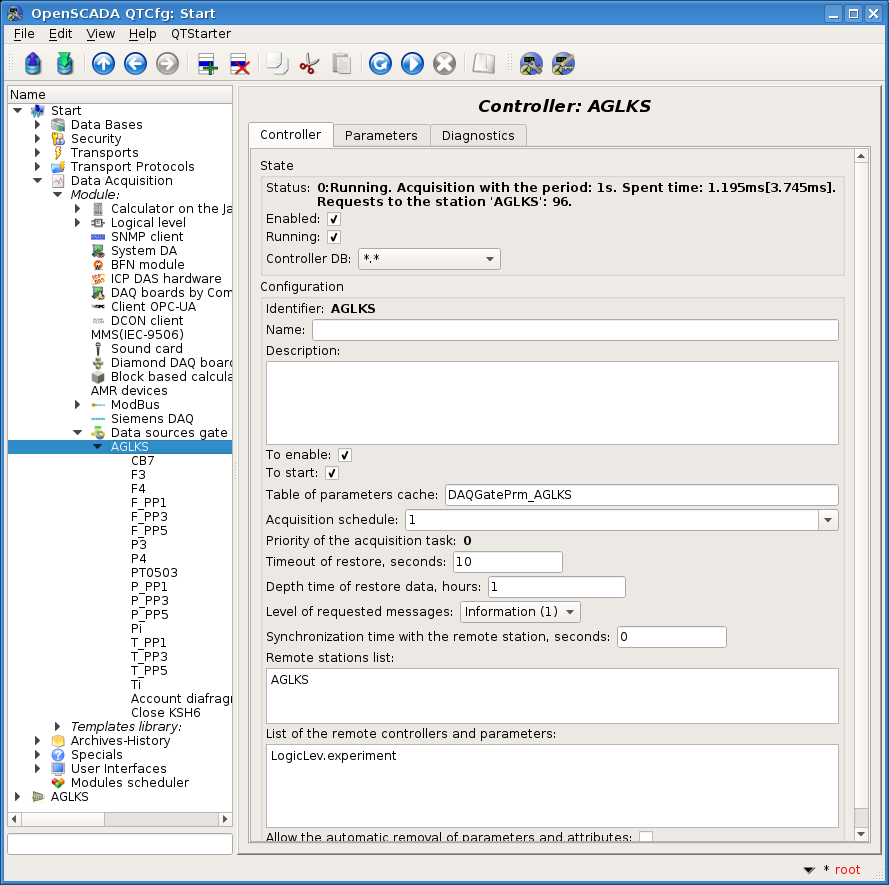 OpenSCADA QTCfg: Start
File Edit View Help QTStarter
Name
Start
Data Bases
Security
Transports
Transport Protocols
Data Acquisition
Module:
Calculator on the Ja
Logical level
SNMP client
System DA
BFN module
ICP DAS hardware
DAQ boards by Com
Client OPC-UA
DCON client
MMS(IEC-9506)
Sound card
Diamond DAQ board
Block based calcula
AMR devices
ModBus
Siemens DAQ
Data sources gate
AGLKS
CB7
F3
F4
F_PP1
F_PP3
F_PP5
P3
P4
PT0503
P_PP1
P_PP3
P_PP5
Pi
T_PP1
T_PP3
T_PP5
Ti
Account diafragr
Close KSH6
Templates library:
Archives-History
Specials
User Interfaces
Modules scheduler
AGLKS
Controller: AGLKS
Controller Parameters Diagnostics
State
Status: 0:Running. Acquisition with the period: 1s. Spent time: 1.195ms[3.745ms].
Requests to the station 'AGLKS': 96.
Enabled:
Running:
Controller DB: *.*
Configuration
Identifier: AGLKS
Name:
Description:
To enable:
To start:
Table of parameters cache: DAQGatePrm_AGLKS
Acquisition schedule: 1
Priority of the acquisition task: 0
Timeout of restore, seconds: 10
Depth time of restore data, hours: 1
Level of requested messages: Information (1)
Synchronization time with the remote station, seconds: 0
Remote stations list:
AGLKS
List of the remote controllers and parameters:
LogicLev.experiment
Allow the automatic removal of parameters and attributes:
* root